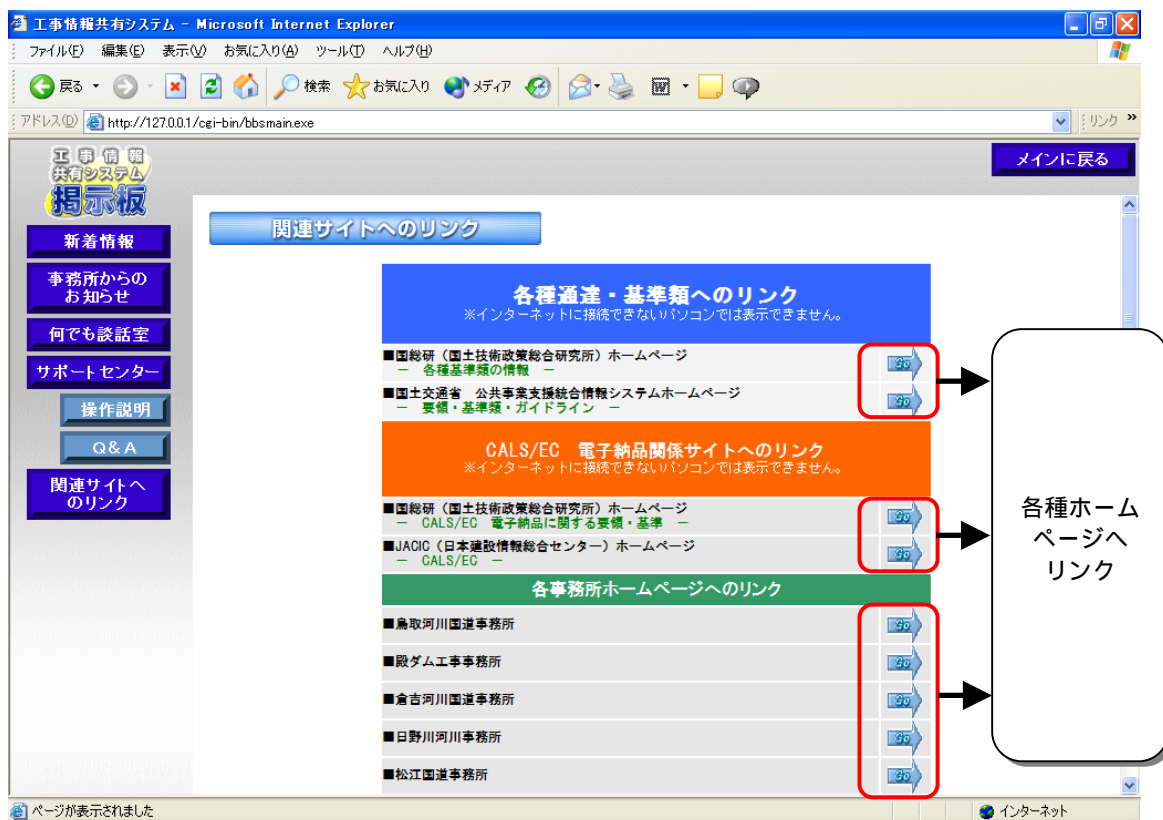 工事情報共有システム - Microsoft Internet Explorer
ファイル(F) 編集(E) 表示(V) お気に入り(A) ツール(T) ヘルプ(H)
戻る 検索 お気に入り メディア
アドレス(D) http://127.0.0.1/cgi-bin/bbsmain.exe リンク »
工事情報
共有システム
掲示板
メインに戻る
新着情報
事務所からの
お知らせ
何でも談話室
サポートセンター
操作説明
Q&A
関連サイトへ
のリンク
関連サイトへのリンク
各種通達・基準類へのリンク
※インターネットに接続できないパソコンでは表示できません。
■国総研(国土技術政策総合研究所)ホームページ GO
― 各種基準類の情報 ―
■国土交通省 公共事業支援統合情報システムホームページ GO
― 要領・基準類・ガイドライン ―
CALS/EC 電子納品関係サイトへのリンク
※インターネットに接続できないパソコンでは表示できません。
■国総研(国土技術政策総合研究所)ホームページ GO
― CALS/EC 電子納品に関する要領・基準 ―
■JACIC(日本建設情報総合センター)ホームページ GO
― CALS/EC ―
各事務所ホームページへのリンク
■鳥取河川国道事務所 GO
■殿ダム工事事務所 GO
■倉吉河川国道事務所 GO
■日野川河川事務所 GO
■松江国道事務所 GO
各種ホーム
ページへ
リンク
ページが表示されました インターネット